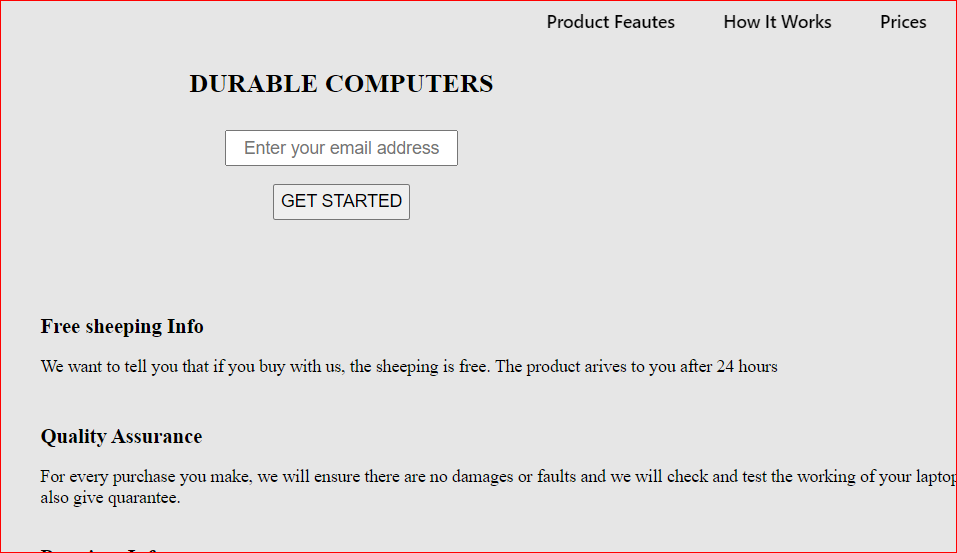 Product Feautes How It Works Prices
DURABLE COMPUTERS
Enter your email address
GET STARTED
Free sheeping Info
We want to tell you that if you buy with us, the sheeping is free. The product arives to you after 24 hours
Quality Assurance
For every purchase you make, we will ensure there are no damages or faults and we will check and test the working of your laptop
also give quarantee.